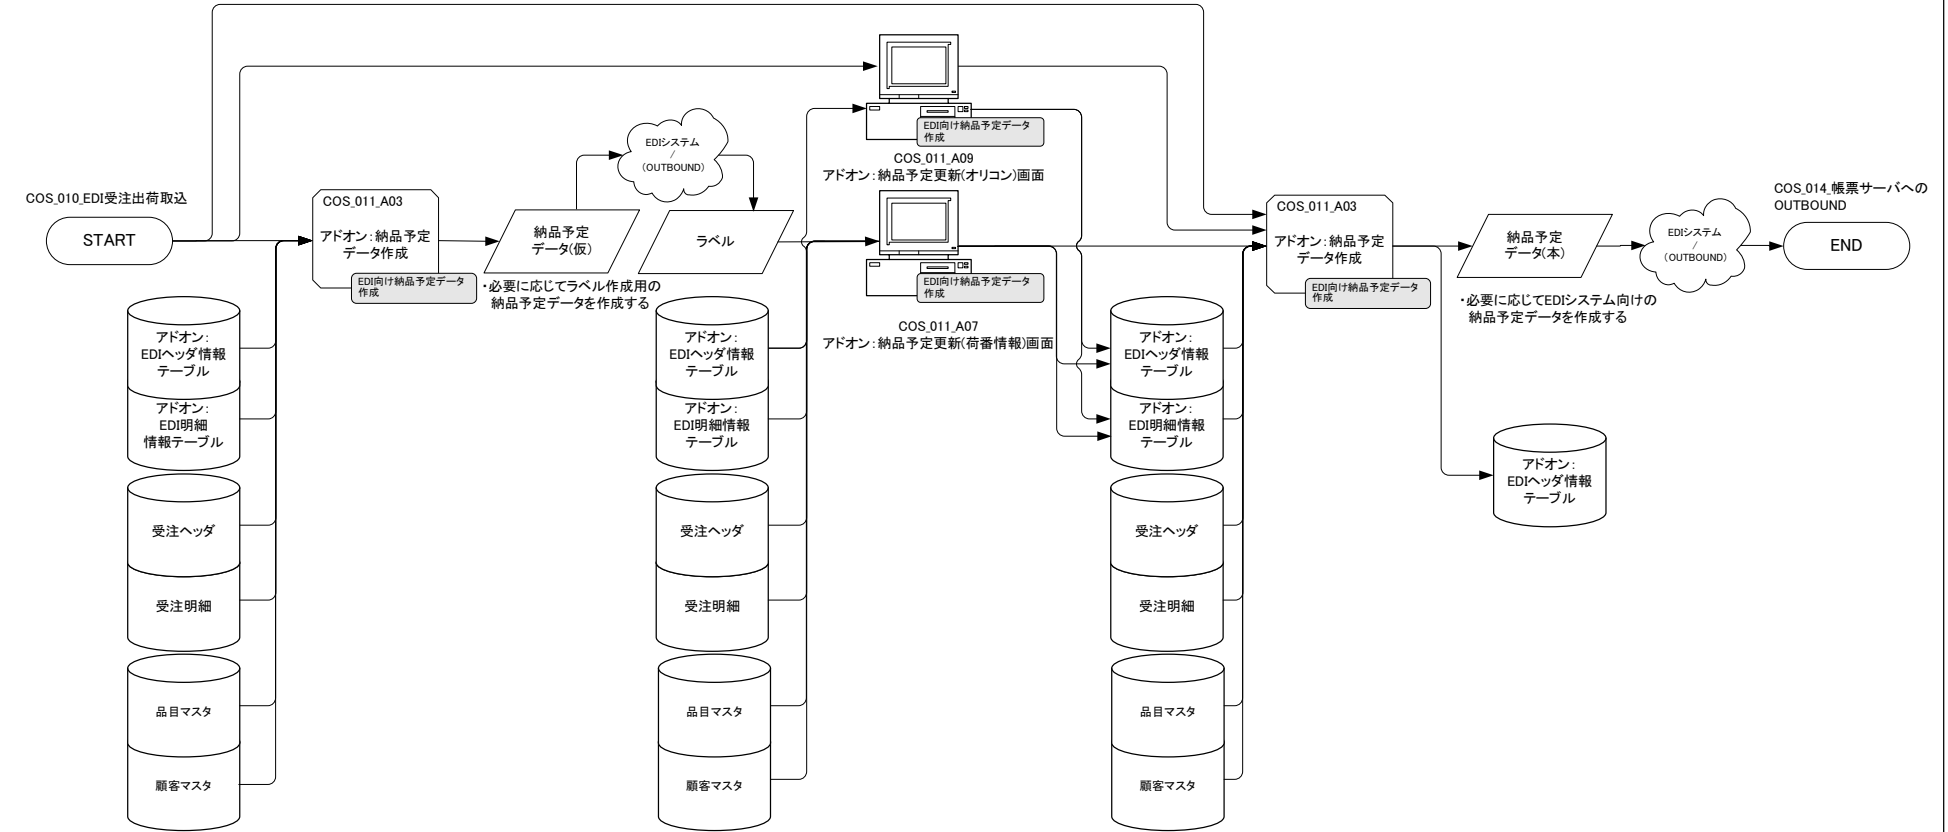 COS_010_EDI受注出荷取込
START
COS_011_A03
アドオン：納品予定
データ作成
EDI向け納品予定データ
作成
納品予定
データ(仮)
・必要に応じてラベル作成用の
納品予定データを作成する
EDIシステム
/
（OUTBOUND）
ラベル
EDI向け納品予定データ
作成
COS_011_A09
アドオン：納品予定更新(オリコン)画面
EDI向け納品予定データ
作成
COS_011_A07
アドオン：納品予定更新(荷番情報)画面
COS_011_A03
アドオン：納品予定
データ作成
EDI向け納品予定データ
作成
納品予定
データ(本)
・必要に応じてEDIシステム向けの
納品予定データを作成する
EDIシステム
/
（OUTBOUND）
COS_014_帳票サーバへの
OUTBOUND
END
アドオン：
EDIヘッダ情報
テーブル
アドオン：
EDI明細
情報テーブル
受注ヘッダ
受注明細
品目マスタ
顧客マスタ
アドオン：
EDIヘッダ情報
テーブル
アドオン：
EDI明細情報
テーブル
受注ヘッダ
受注明細
品目マスタ
顧客マスタ
アドオン：
EDIヘッダ情報
テーブル
アドオン：
EDI明細情報
テーブル
受注ヘッダ
受注明細
品目マスタ
顧客マスタ
アドオン：
EDIヘッダ情報
テーブル